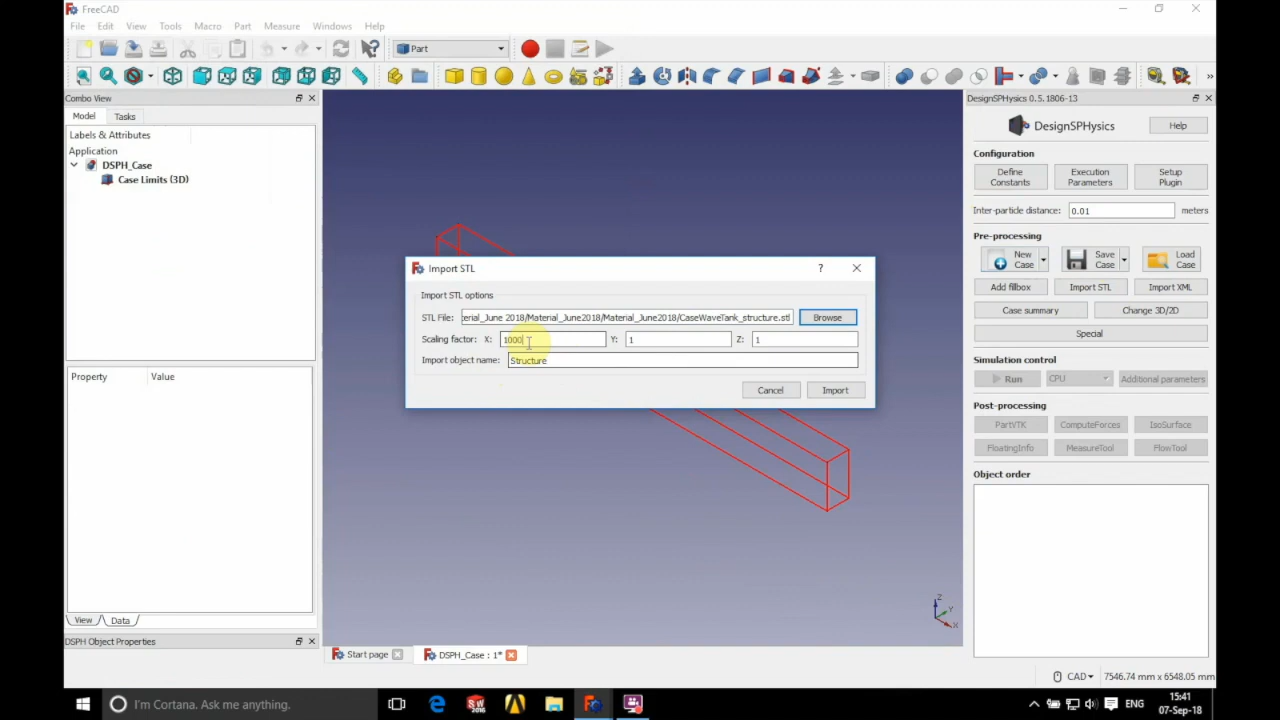 FreeCAD
File Edit View Tools Macro Part Measure Windows Help
Part
Combo View
DesignSPHysics 0.5.1806-13
Model Tasks
DesignSPHysics Help
Labels & Attributes
Application
DSPH_Case
Case Limits (3D)
Configuration
Define Constants
Execution Parameters
Setup Plugin
Inter-particle distance: 0.01 meters
Pre-processing
New Case
Save Case
Load Case
Add fillbox Import STL Import XML
Case summary Change 3D/2D
Special
Simulation control
Run CPU Additional parameters
Post-processing
PartVTK ComputeForces IsoSurface
FloatingInfo MeasureTool FlowTool
Object order
Import STL ?
Import STL options
STL File: terial_June 2018/Material_June2018/Material_June2018/CaseWaveTank_structure.stl Browse
Scaling factor: X: 1000 Y: 1 Z: 1
Import object name: Structure
Cancel Import
Property Value
View Data
DSPH Object Properties
Z
Y
X
Start page DSPH_Case : 1*
CAD 7546.74 mm x 6548.05 mm
I'm Cortana. Ask me anything.
SW
2016
ENG
15:41
07-Sep-18